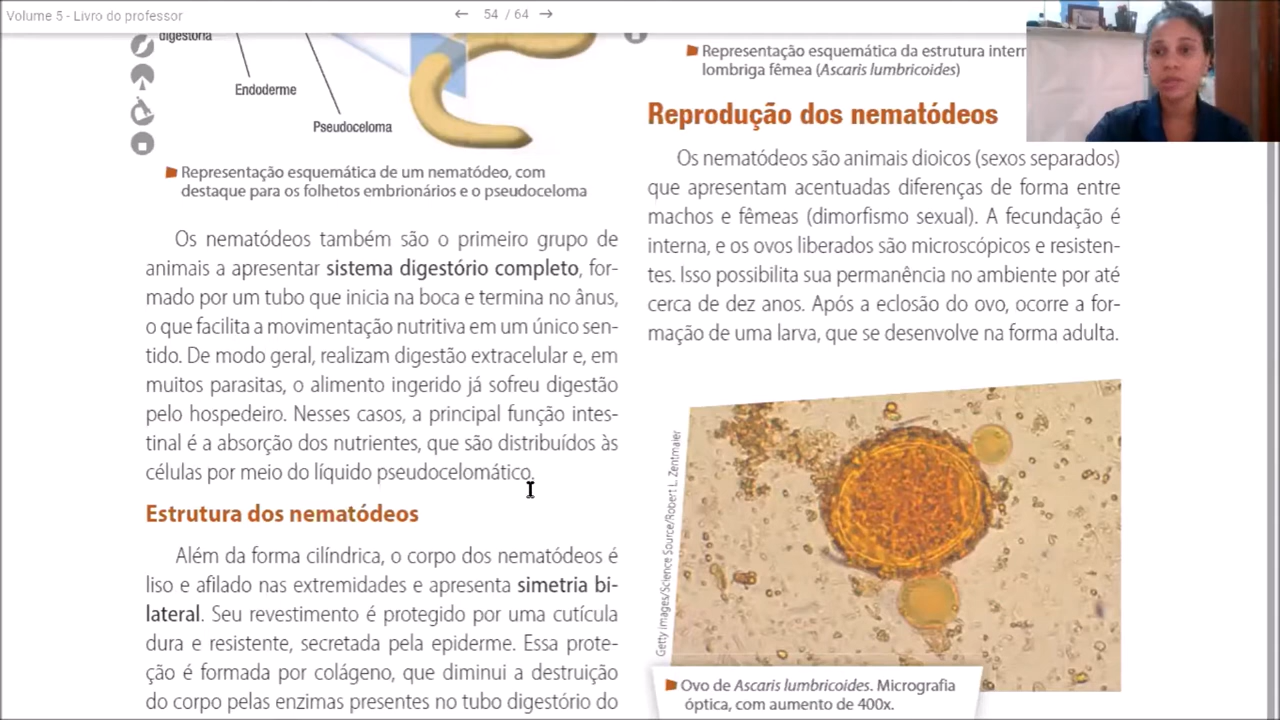 Volume 5 - Livro do professor
54 / 64
digestória
Endoderme
Pseudoceloma
Representação esquemática de um nematódeo, com
destaque para os folhetos embrionários e o pseudoceloma
Os nematódeos também são o primeiro grupo de
animais a apresentar sistema digestório completo, for-
mado por um tubo que inicia na boca e termina no ânus,
o que facilita a movimentação nutritiva em um único sen-
tido. De modo geral, realizam digestão extracelular e, em
muitos parasitas, o alimento ingerido já sofreu digestão
pelo hospedeiro. Nesses casos, a principal função intes-
tinal é a absorção dos nutrientes, que são distribuídos às
células por meio do líquido pseudocelomático.
Estrutura dos nematódeos
Além da forma cilíndrica, o corpo dos nematódeos é
liso e afilado nas extremidades e apresenta simetria bi-
lateral. Seu revestimento é protegido por uma cutícula
dura e resistente, secretada pela epiderme. Essa prote-
ção é formada por colágeno, que diminui a destruição
do corpo pelas enzimas presentes no tubo digestório do
Representação esquemática da estrutura intern
lombriga fêmea (Ascaris lumbricoides)
Reprodução dos nematódeos
Os nematódeos são animais dioicos (sexos separados)
que apresentam acentuadas diferenças de forma entre
machos e fêmeas (dimorfismo sexual). A fecundação é
interna, e os ovos liberados são microscópicos e resisten-
tes. Isso possibilita sua permanência no ambiente por até
cerca de dez anos. Após a eclosão do ovo, ocorre a for-
mação de uma larva, que se desenvolve na forma adulta.
Getty Images/Science Source/Robert L. Zentmaier
Ovo de Ascaris lumbricoides. Micrografia
óptica, com aumento de 400x.